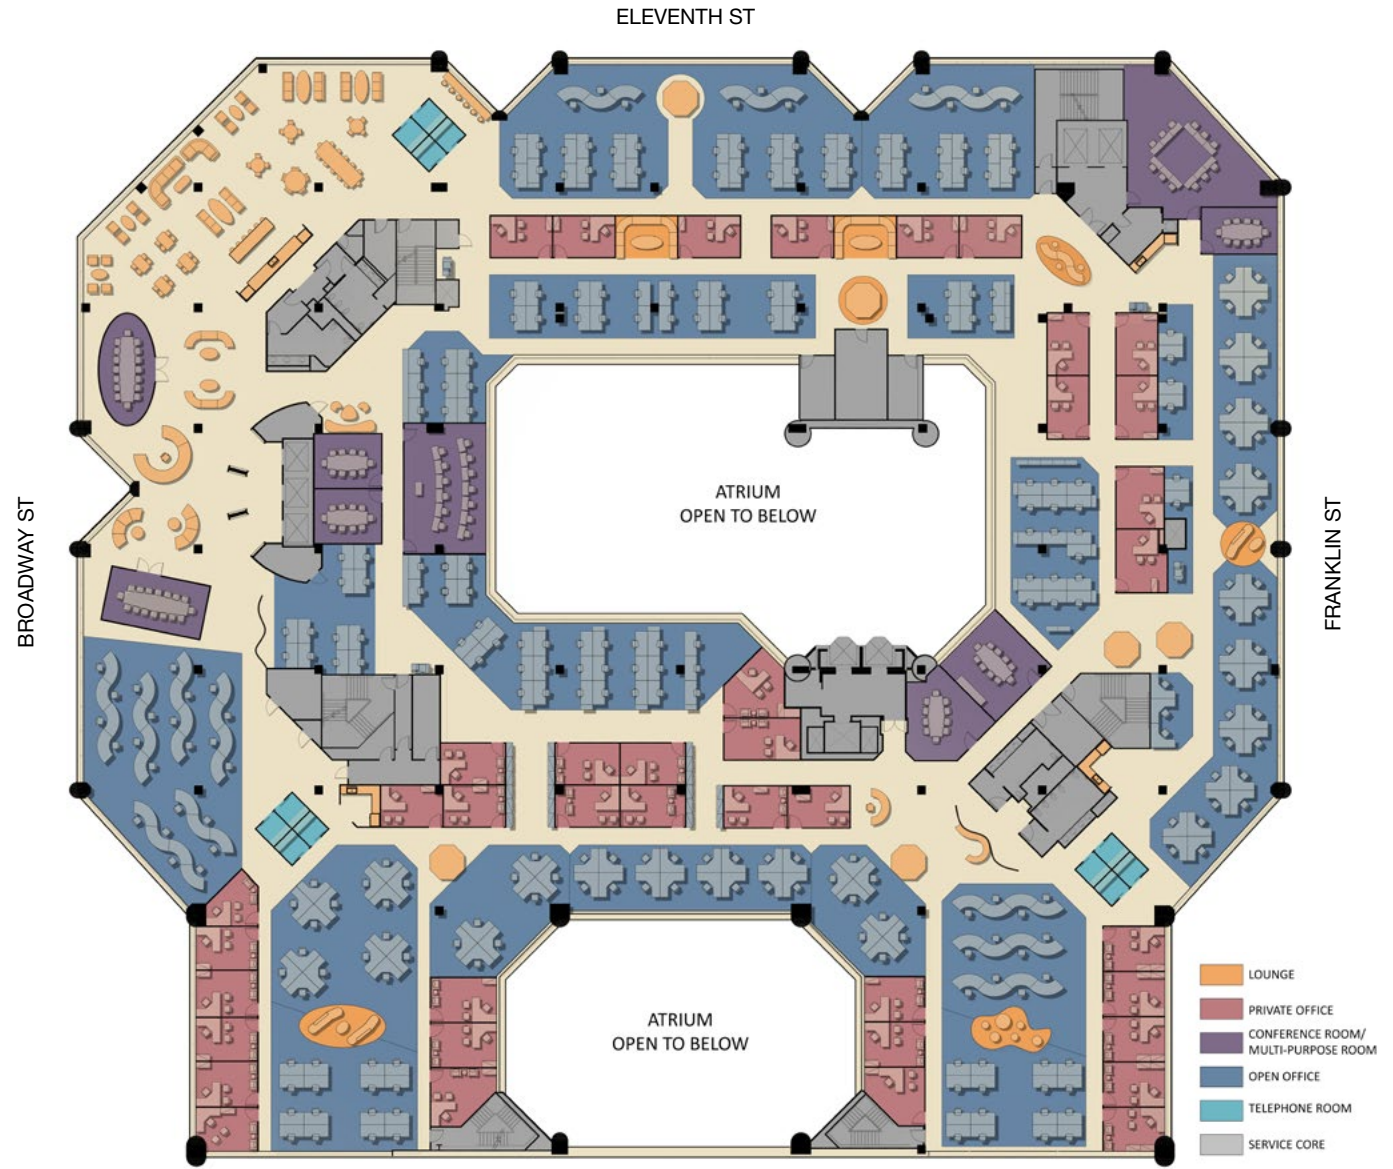 ELEVENTH ST
BROADWAY ST
ATRIUM
OPEN TO BELOW
FRANKLIN ST
ATRIUM
OPEN TO BELOW
LOUNGE
PRIVATE OFFICE
CONFERENCE ROOM/
MULTI-PURPOSE ROOM
OPEN OFFICE
TELEPHONE ROOM
SERVICE CORE